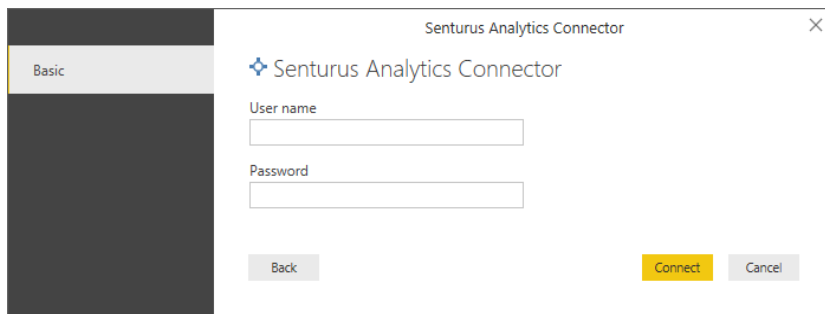 Senturus Analytics Connector
Basic
Senturus Analytics Connector
User name
Password
Back
Connect
Cancel